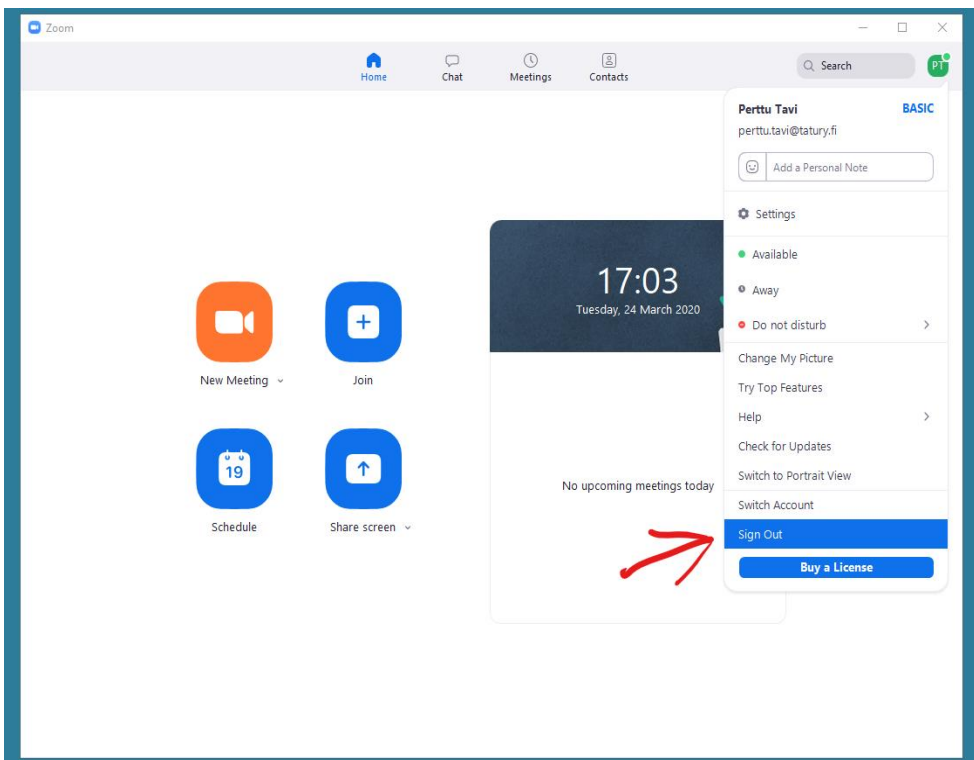 Zoom
Home Chat Meetings Contacts
Search
PT
Perttu Tavi BASIC
perttu.tavi@tatury.fi
Add a Personal Note
Settings
Available
Away
Do not disturb
Change My Picture
Try Top Features
Help
Check for Updates
Switch to Portrait View
Switch Account
Sign Out
Buy a License
17:03
Tuesday, 24 March 2020
No upcoming meetings today
New Meeting Join
19
Schedule Share screen